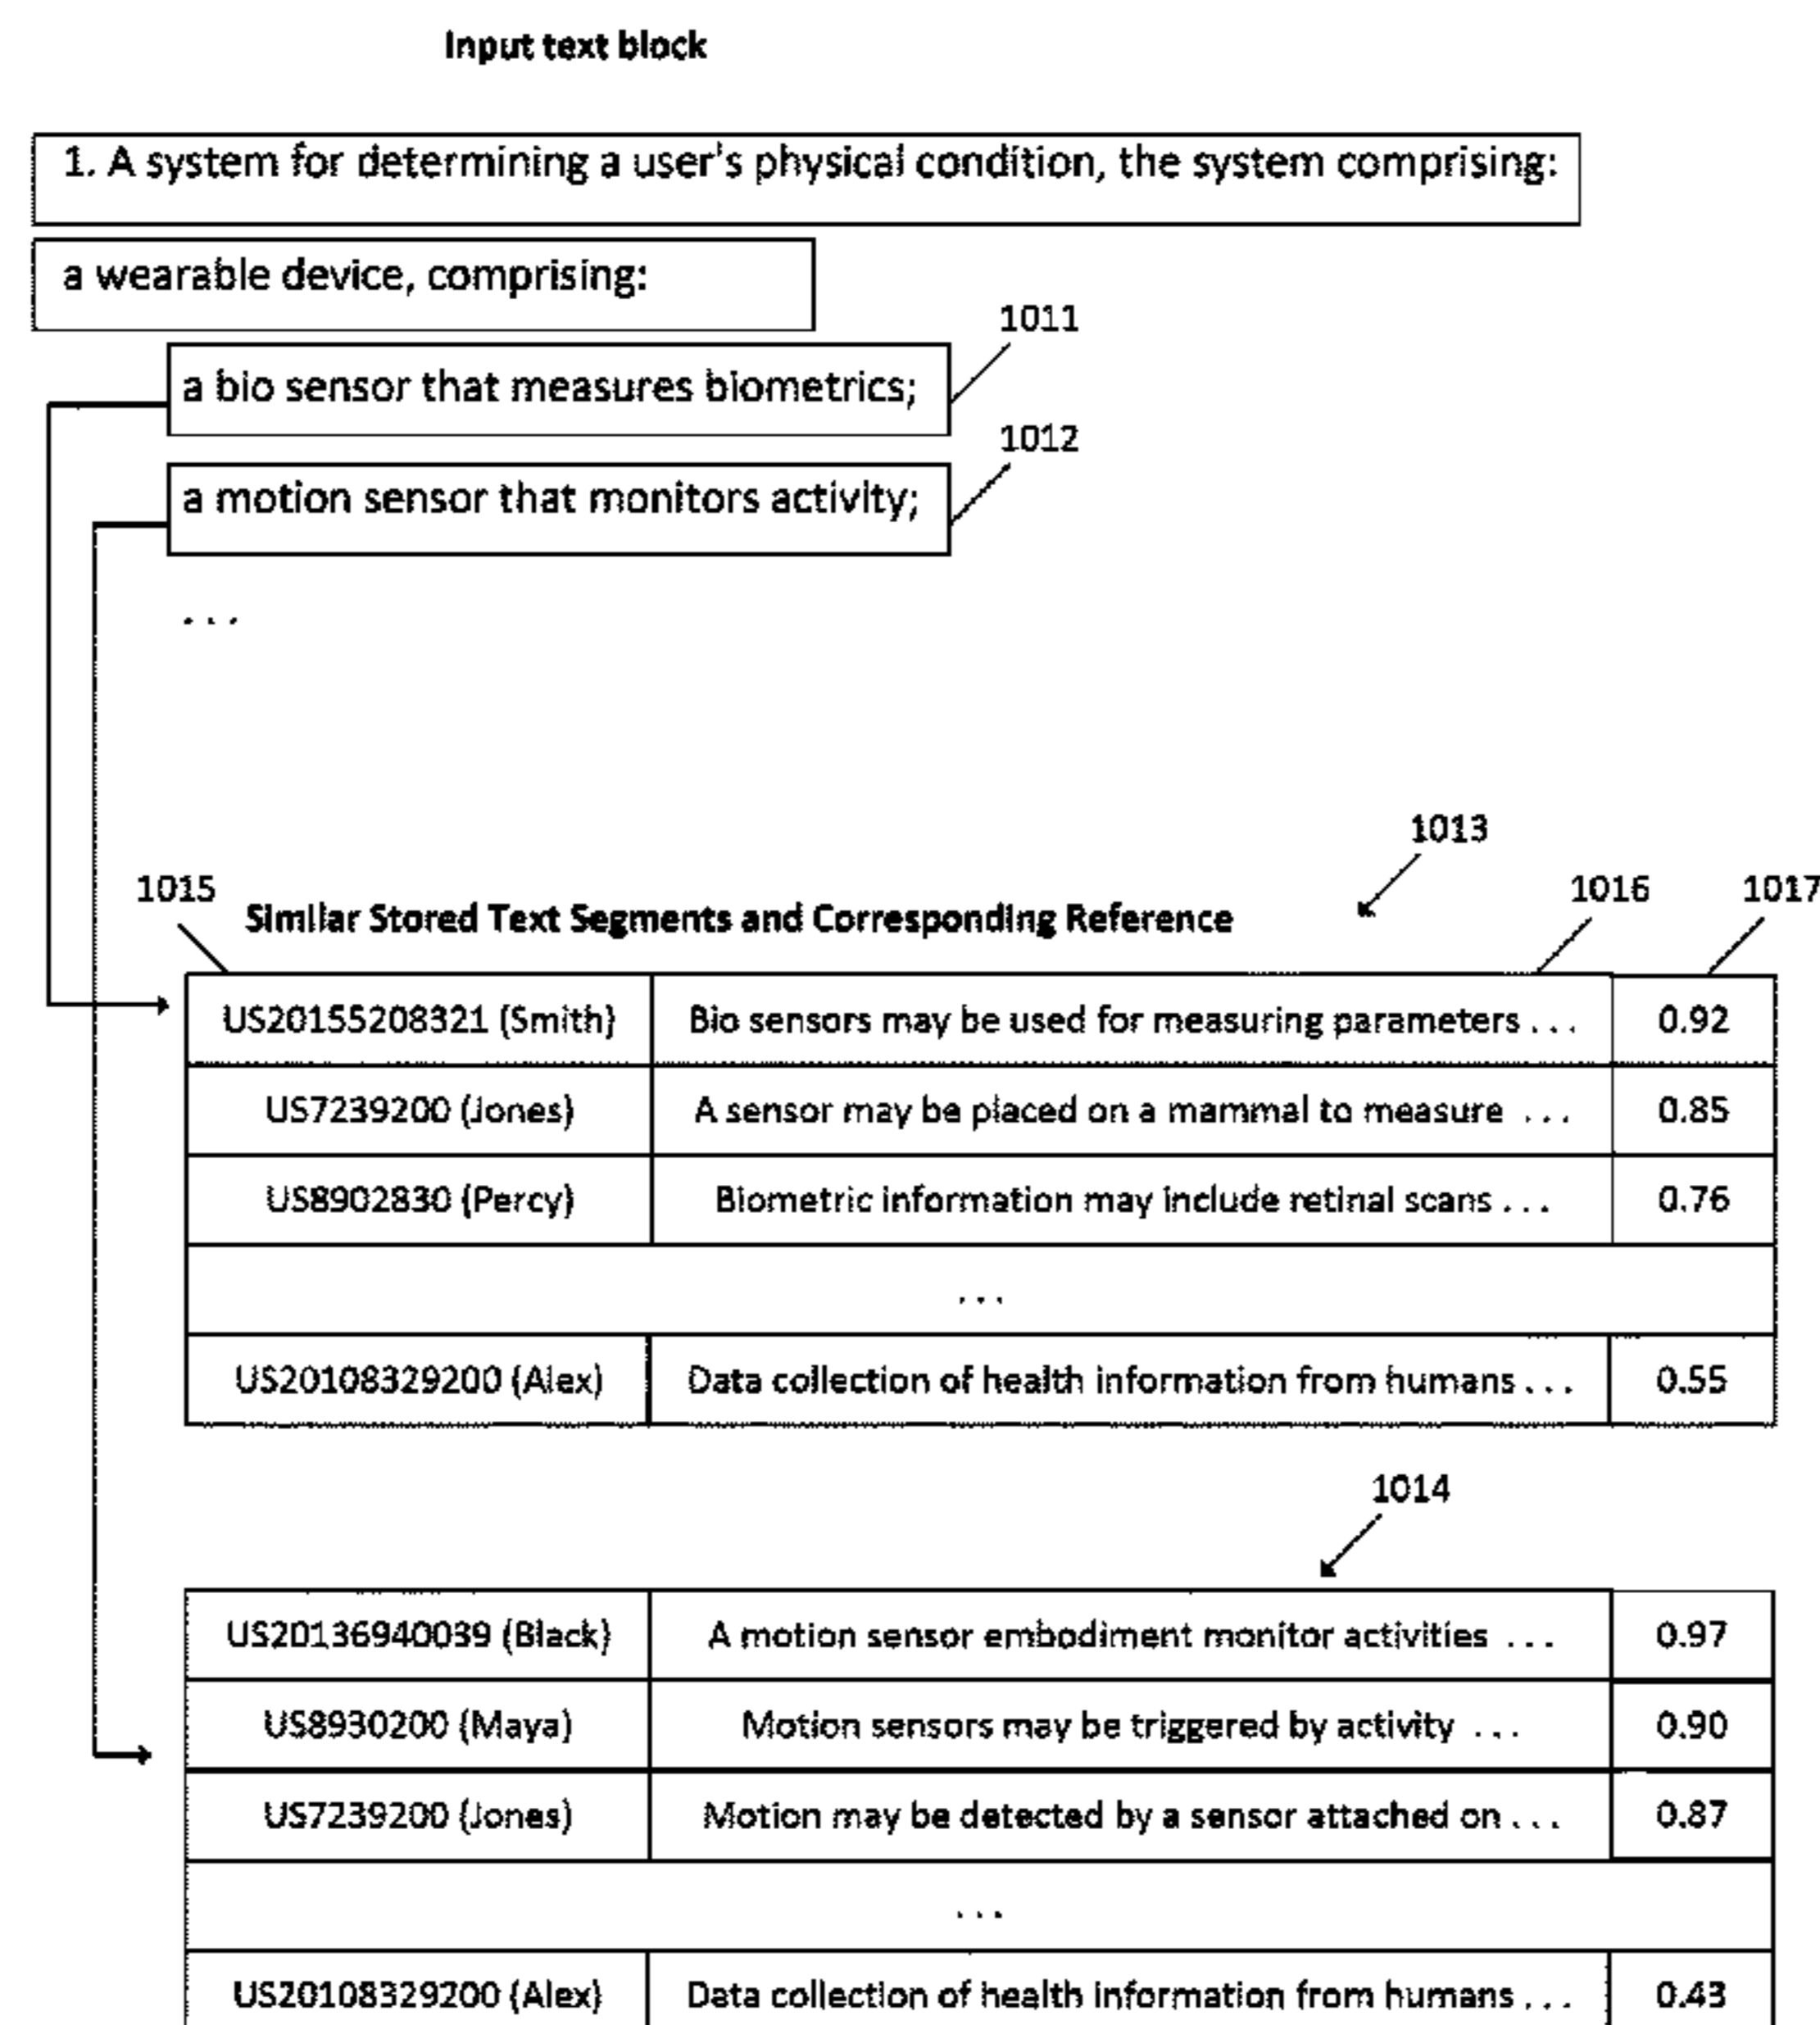 Input text block
1. A system for determining a user's physical condition, the system comprising:
a wearable device, comprising:
1011
a bio sensor that measures biometrics;
1012
a motion sensor that monitors activity;
...
1013
1015 1016 1017
Similar Stored Text Segments and Corresponding Reference
US20155208321 (Smith) Bio sensors may be used for measuring parameters ... 0.92
US7239200 (Jones) A sensor may be placed on a mammal to measure ... 0.85
US8902830 (Percy) Biometric information may include retinal scans ... 0.76
...
US20108329200 (Alex) Data collection of health information from humans ... 0.55
1014
US20136940039 (Black) A motion sensor embodiment monitor activities ... 0.97
US8930200 (Maya) Motion sensors may be triggered by activity ... 0.90
US7239200 (Jones) Motion may be detected by a sensor attached on ... 0.87
...
US20108329200 (Alex) Data collection of health information from humans ... 0.43